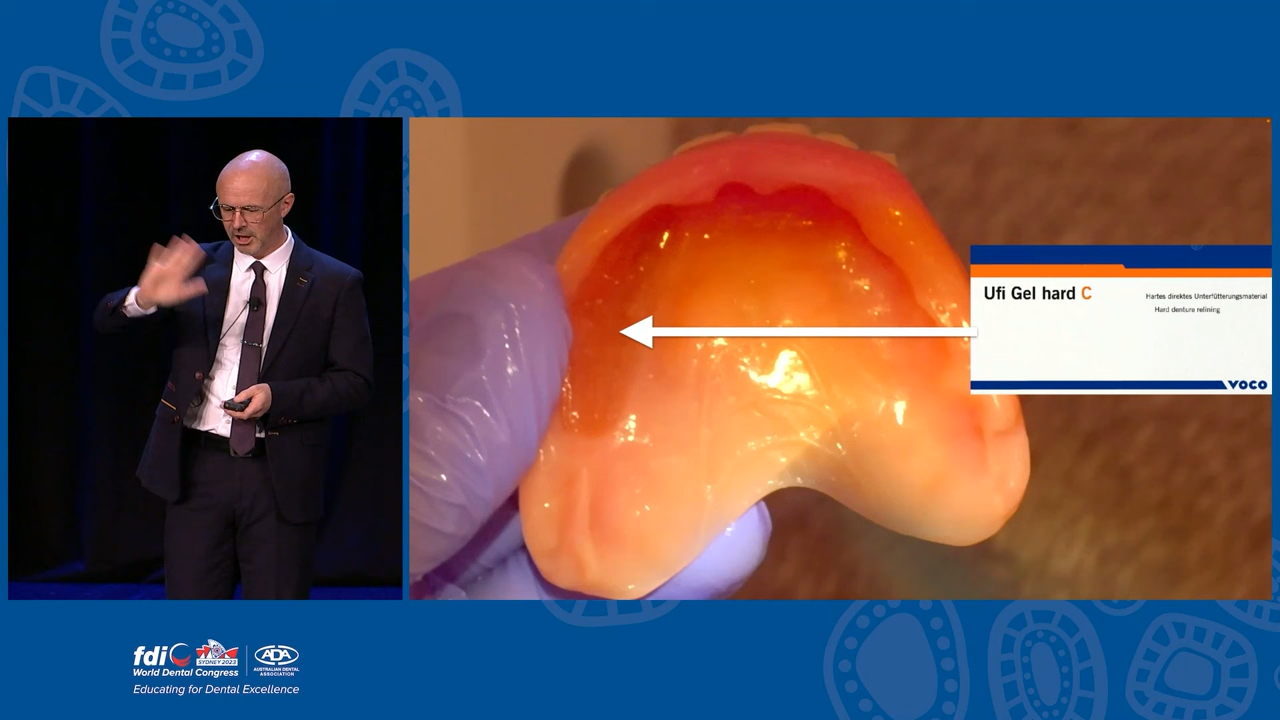 Ufi Gel hard C
Hartes direktes Unterfütterungsmaterial
Hard denture relining
VOCO
fdi
SYDNEY 2023
World Dental Congress
ADA
AUSTRALIAN DENTAL
ASSOCIATION
Educating for Dental Excellence